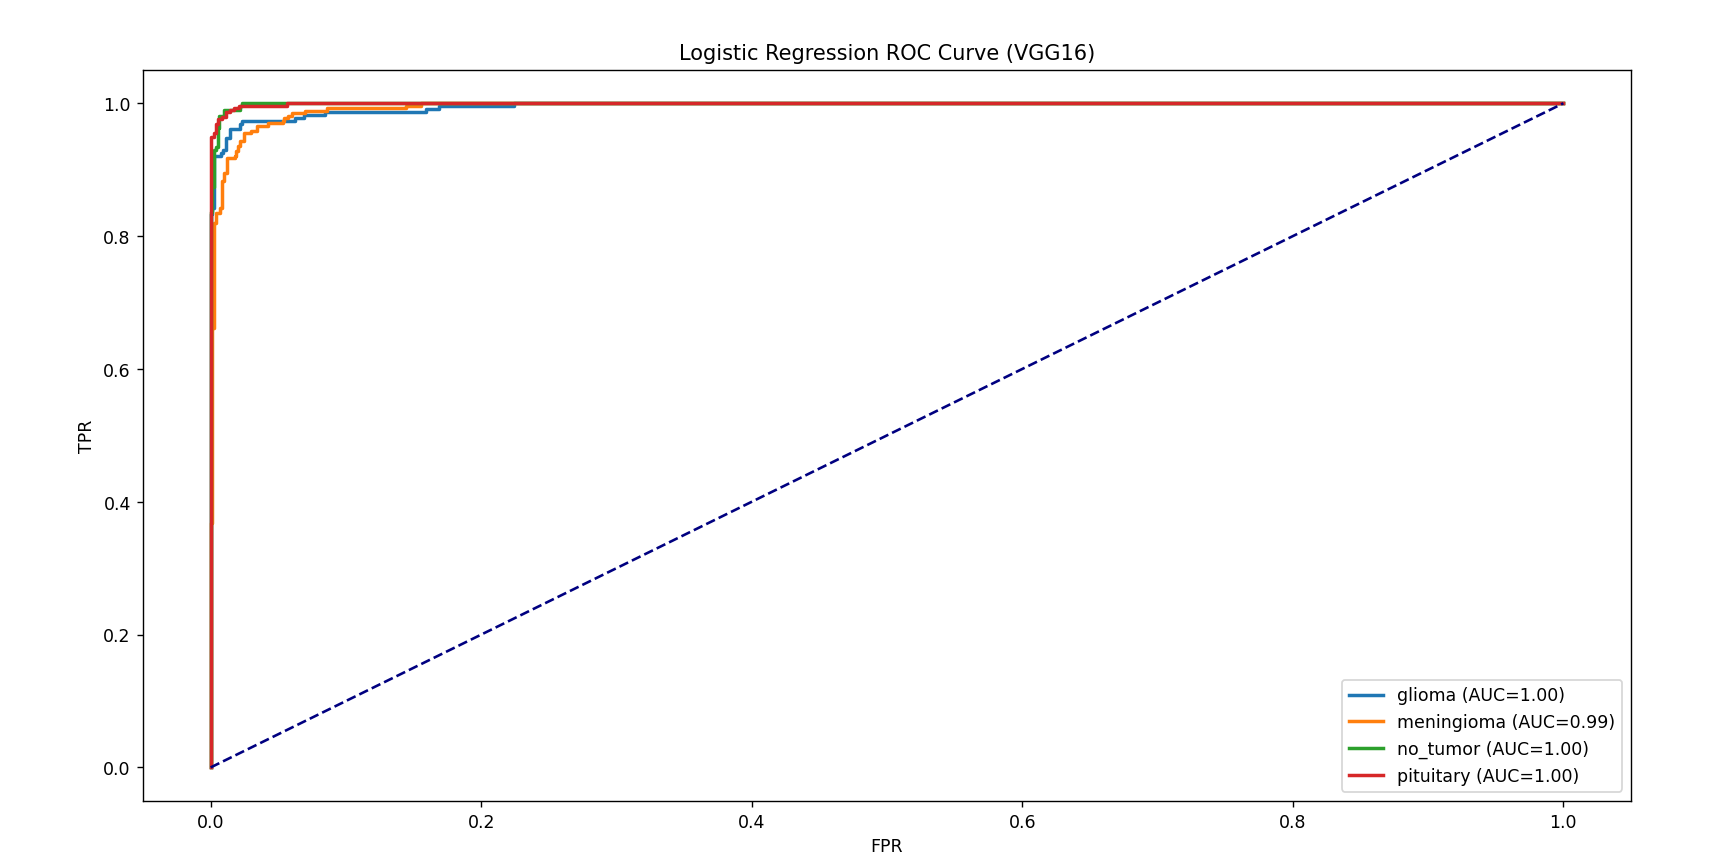 Logistic Regression ROC Curve (VGG16)
1.0
0.8
0.6
0.4
0.2
0.0
TPR
0.0 0.2 0.4 0.6 0.8 1.0
FPR
glioma (AUC=1.00)
meningioma (AUC=0.99)
no_tumor (AUC=1.00)
pituitary (AUC=1.00)